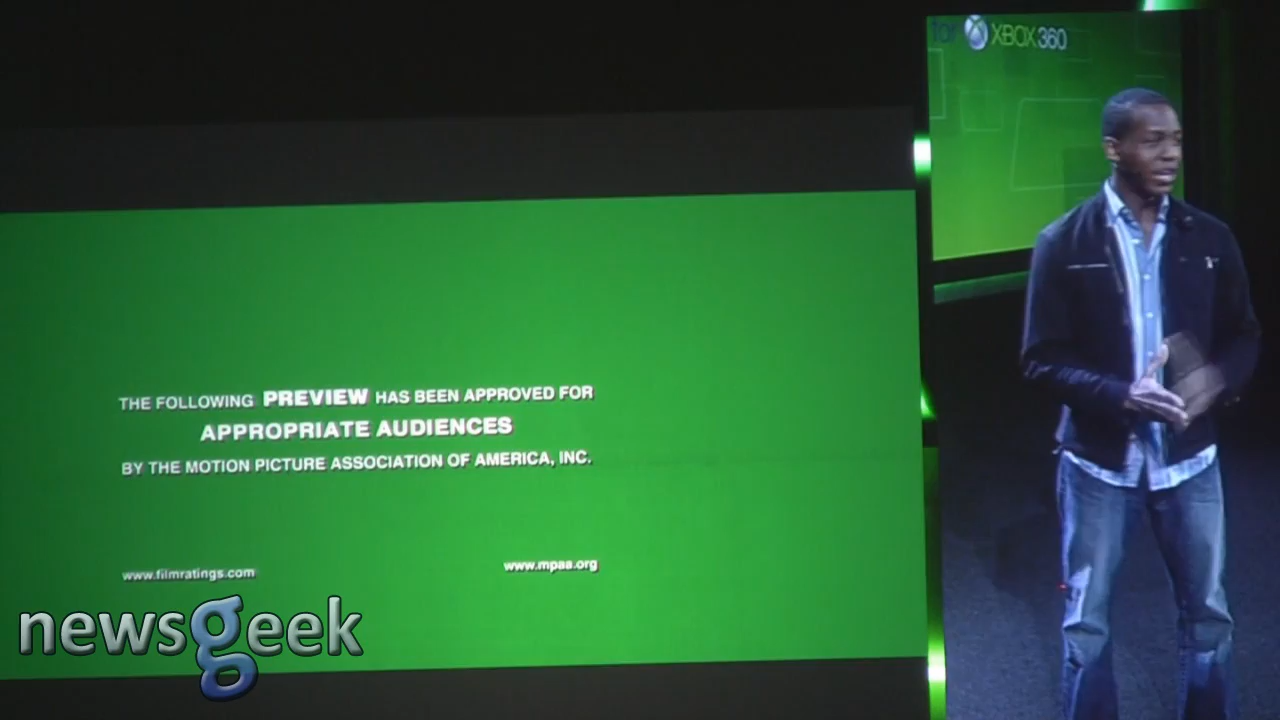 for XBOX 360
THE FOLLOWING PREVIEW HAS BEEN APPROVED FOR
APPROPRIATE AUDIENCES
BY THE MOTION PICTURE ASSOCIATION OF AMERICA, INC.
www.filmratings.com www.mpaa.org
newsgeek